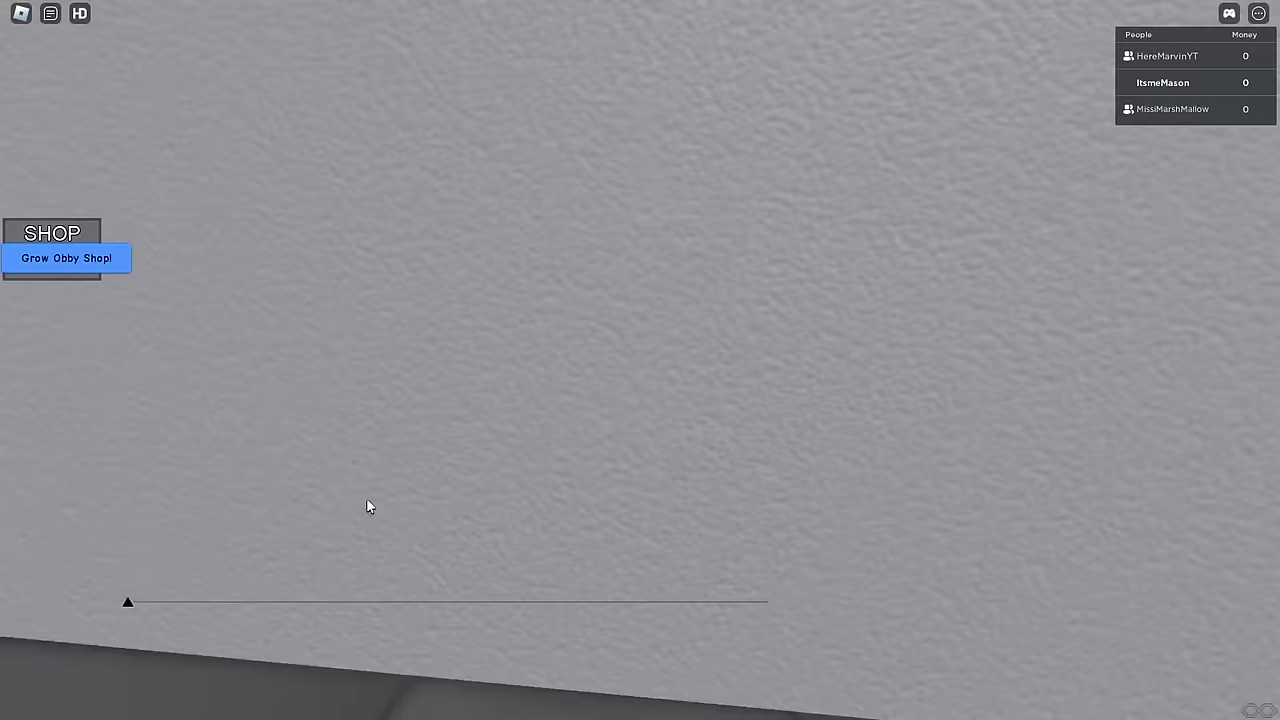 HD
People Money
HereMarvinYT 0
ItsmeMason 0
MissiMarshMallow 0
SHOP
Grow Obby Shop!